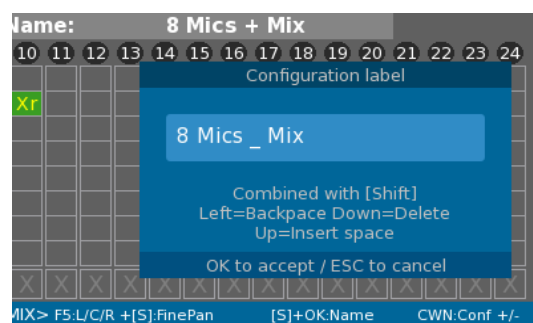 Name: 8 Mics + Mix
10 11 12 13 14 15 16 17 18 19 20 21 22 23 24
Configuration label
Xr
8 Mics _ Mix
Combined with [Shift]
Left=Backpace Down=Delete
Up=Insert space
OK to accept / ESC to cancel
X X X X X X X X X X X X X X X
MIX> F5:L/C/R +[S]:FinePan [S]+OK:Name CWN:Conf +/-